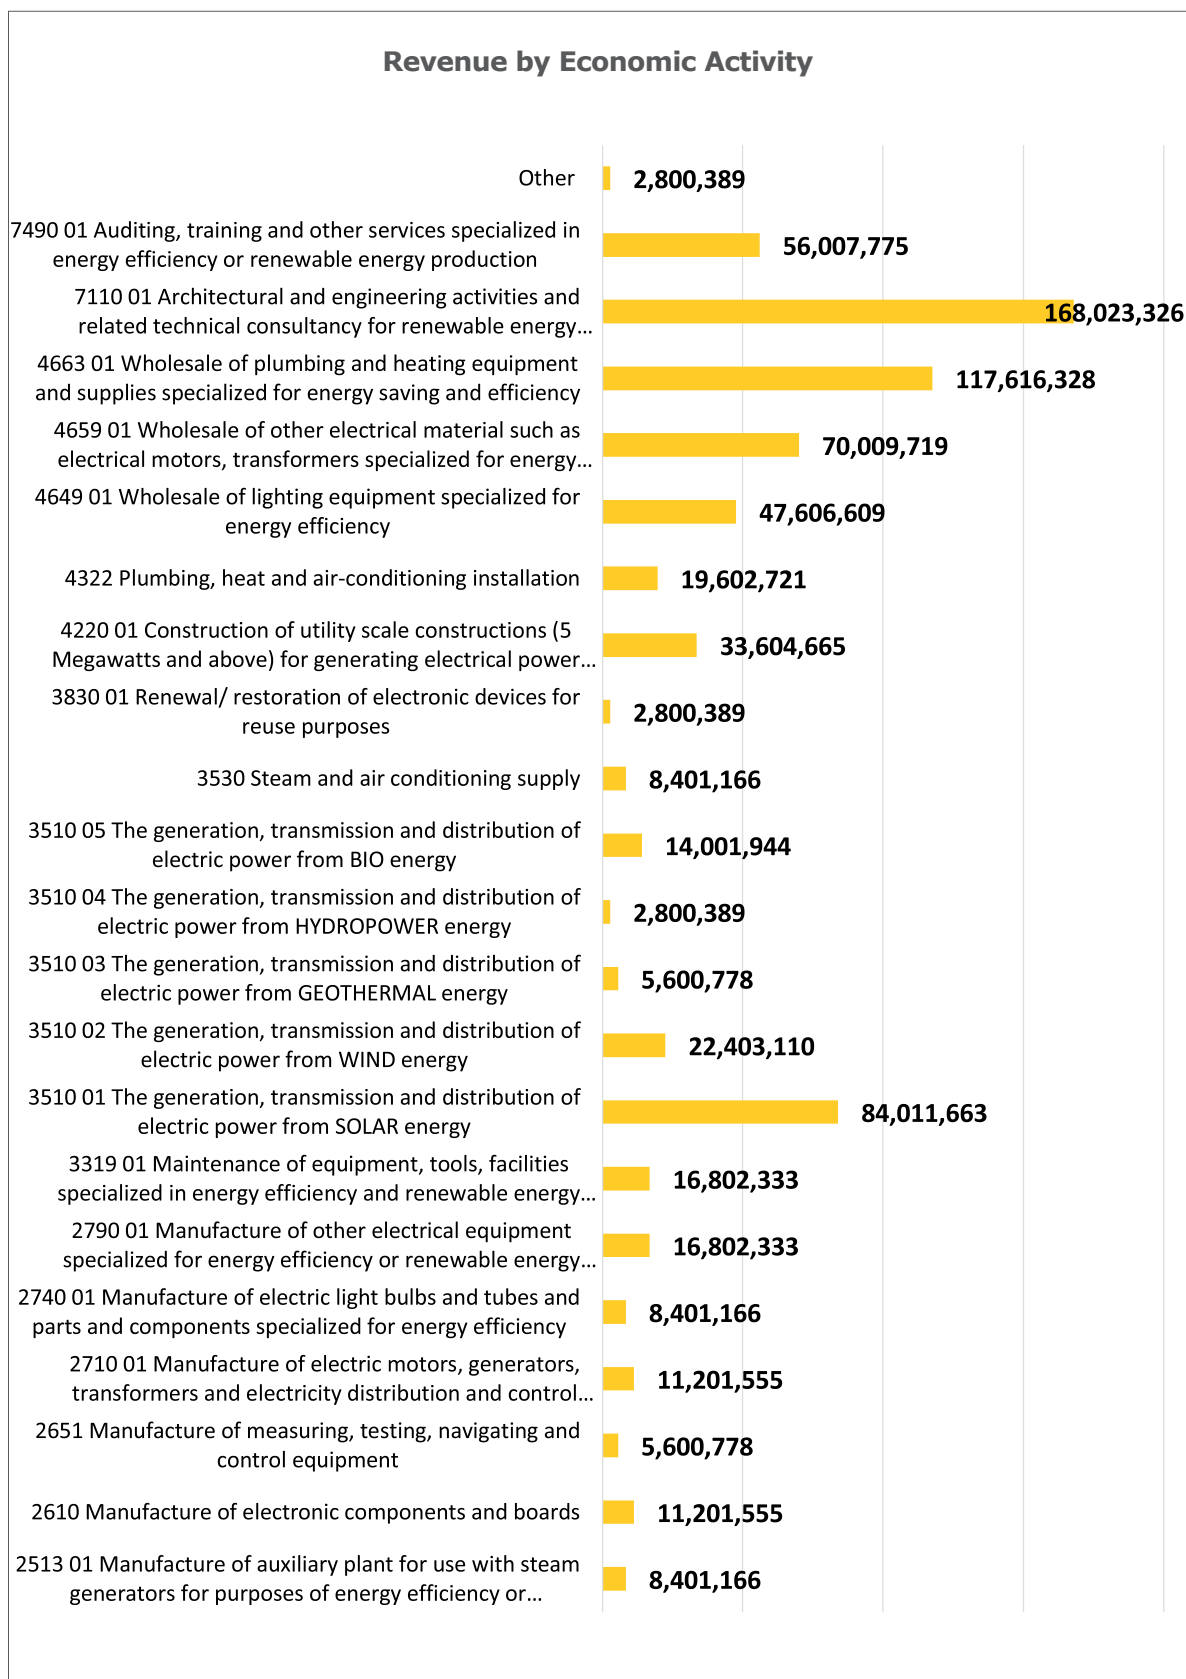 Revenue by Economic Activity
Other
2,800,389
7490 01 Auditing, training and other services specialized in
energy efficiency or renewable energy production
56,007,775
7110 01 Architectural and engineering activities and
related technical consultancy for renewable energy...
168,023,326
4663 01 Wholesale of plumbing and heating equipment
and supplies specialized for energy saving and efficiency
117,616,328
4659 01 Wholesale of other electrical material such as
electrical motors, transformers specialized for energy...
70,009,719
4649 01 Wholesale of lighting equipment specialized for
energy efficiency
47,606,609
4322 Plumbing, heat and air-conditioning installation
19,602,721
4220 01 Construction of utility scale constructions (5
Megawatts and above) for generating electrical power...
33,604,665
3830 01 Renewal/ restoration of electronic devices for
reuse purposes
2,800,389
3530 Steam and air conditioning supply
8,401,166
3510 05 The generation, transmission and distribution of
electric power from BIO energy
14,001,944
3510 04 The generation, transmission and distribution of
electric power from HYDROPOWER energy
2,800,389
3510 03 The generation, transmission and distribution of
electric power from GEOTHERMAL energy
5,600,778
3510 02 The generation, transmission and distribution of
electric power from WIND energy
22,403,110
3510 01 The generation, transmission and distribution of
electric power from SOLAR energy
84,011,663
3319 01 Maintenance of equipment, tools, facilities
specialized in energy efficiency and renewable energy...
16,802,333
2790 01 Manufacture of other electrical equipment
specialized for energy efficiency or renewable energy...
16,802,333
2740 01 Manufacture of electric light bulbs and tubes and
parts and components specialized for energy efficiency
8,401,166
2710 01 Manufacture of electric motors, generators,
transformers and electricity distribution and control...
11,201,555
2651 Manufacture of measuring, testing, navigating and
control equipment
5,600,778
2610 Manufacture of electronic components and boards
11,201,555
2513 01 Manufacture of auxiliary plant for use with steam
generators for purposes of energy efficiency or...
8,401,166